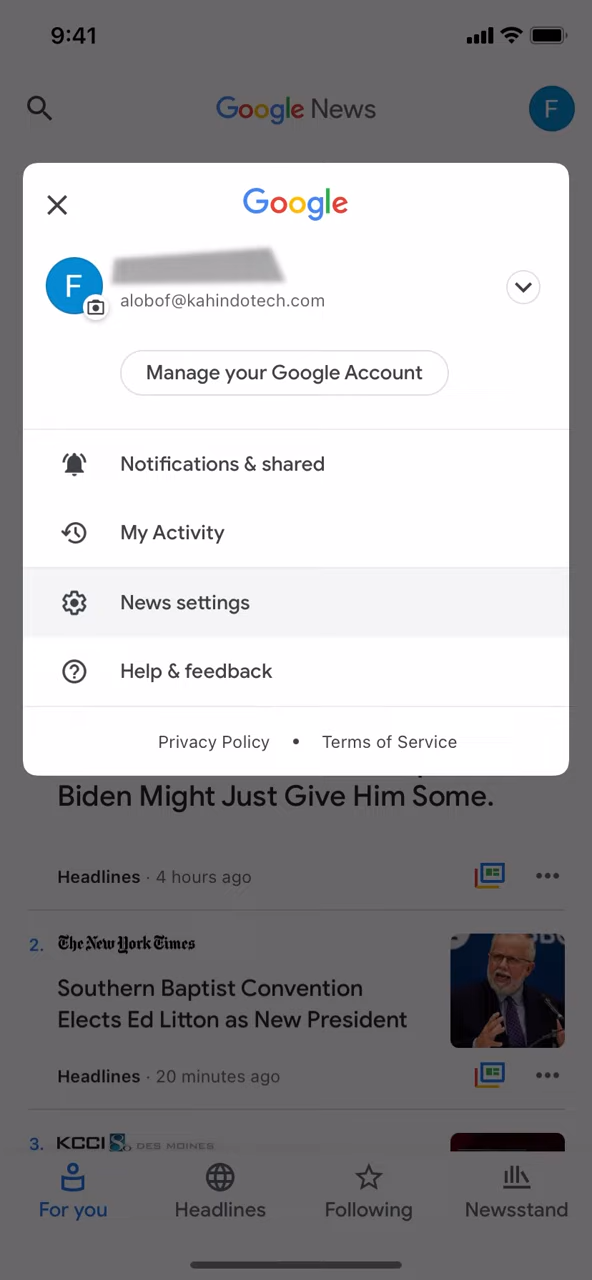 9:41
Google News
F
Google
F
alobof@kahindotech.com
Manage your Google Account
Notifications & shared
My Activity
News settings
Help & feedback
Privacy Policy • Terms of Service
Biden Might Just Give Him Some.
Headlines · 4 hours ago
2. The New York Times
Southern Baptist Convention
Elects Ed Litton as New President
Headlines · 20 minutes ago
3. KCCI 8 DES MOINES
For you
Headlines
Following
Newsstand